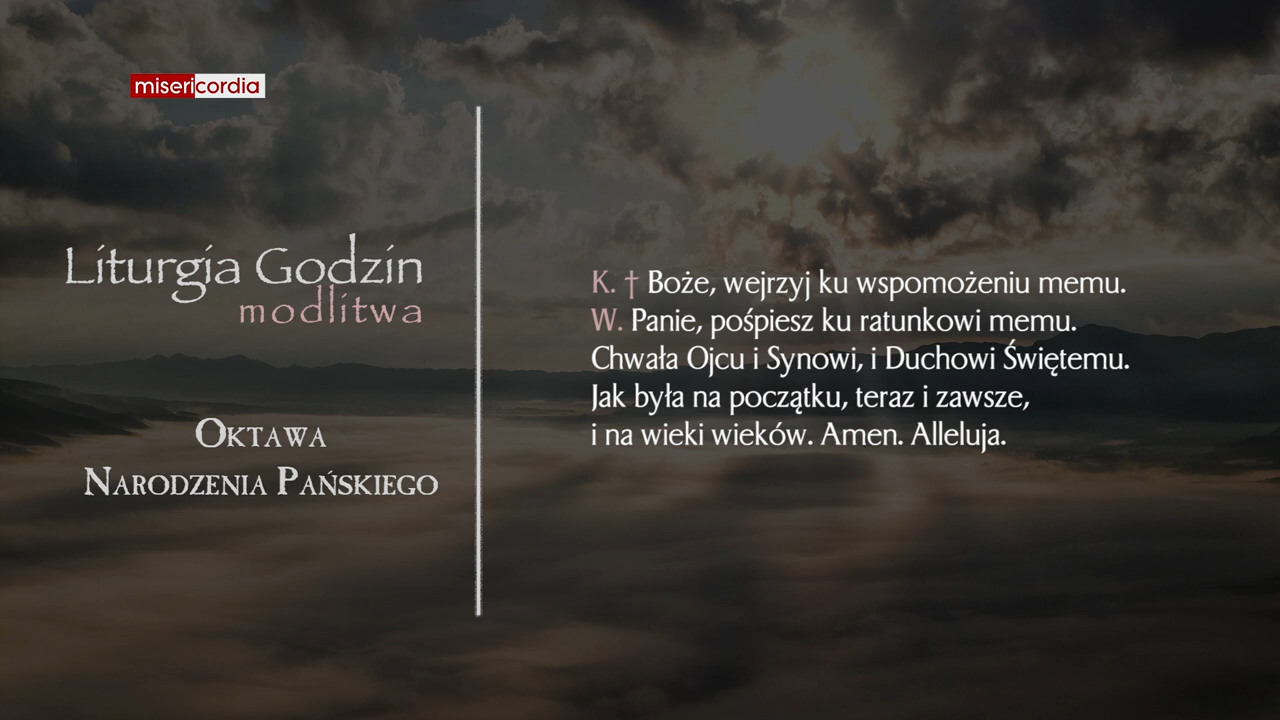 misericordia
Liturgia Godzin
modlitwa
Oktawa
Narodzenia Pańskiego
K. † Boże, wejrzyj ku wspomożeniu memu.
W. Panie, pośpiesz ku ratunkowi memu.
Chwała Ojcu i Synowi, i Duchowi Świętemu.
Jak była na początku, teraz i zawsze,
i na wieki wieków. Amen. Alleluja.